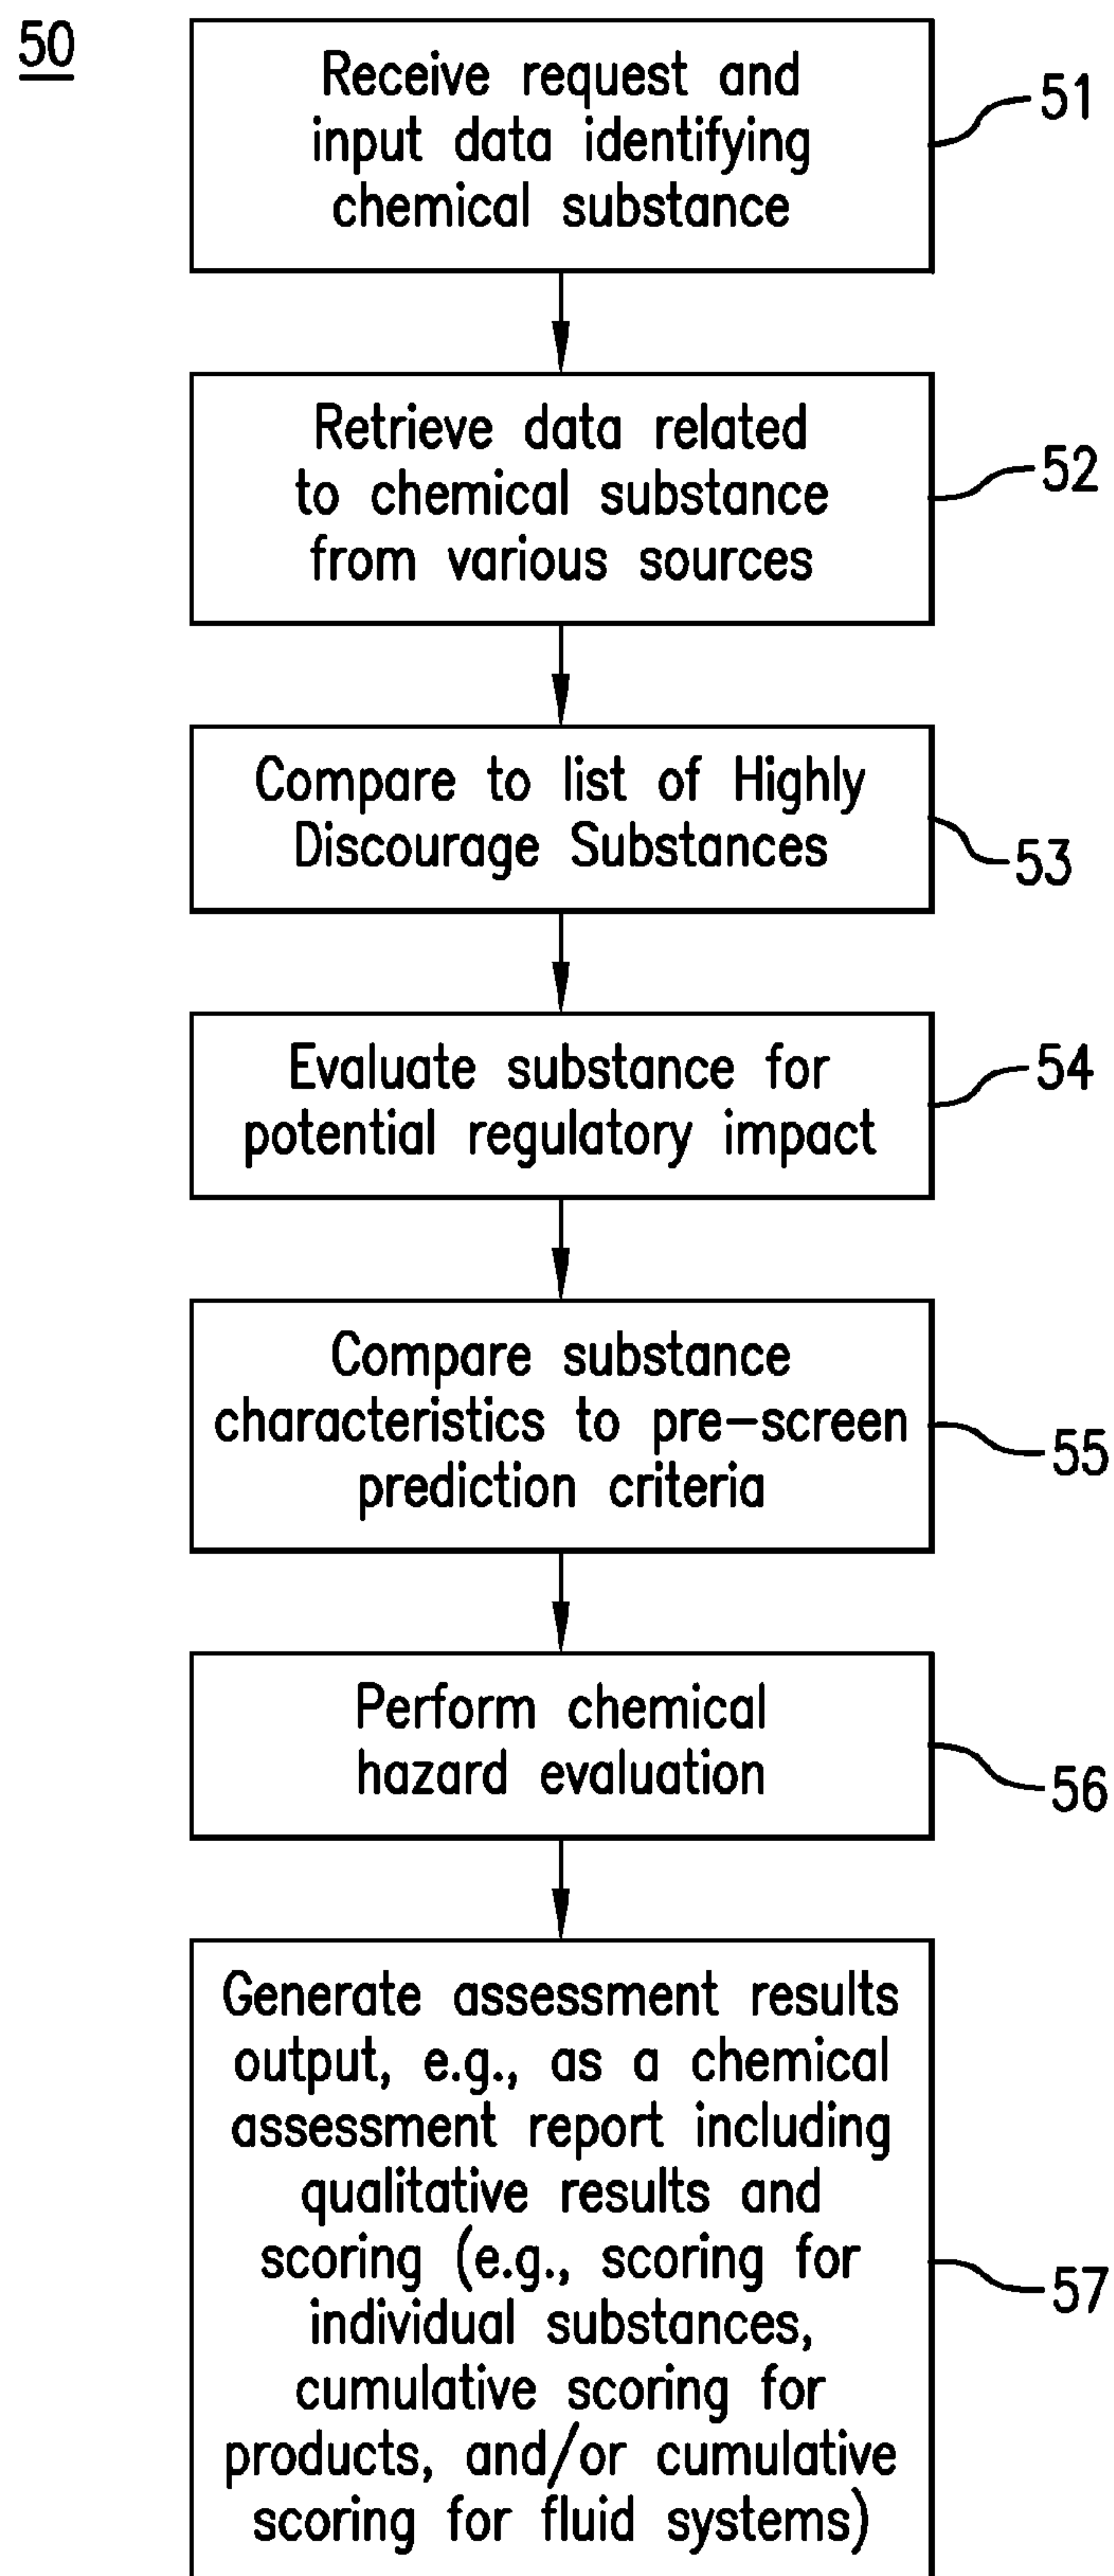 50
Receive request and
input data identifying
chemical substance
51
Retrieve data related
to chemical substance
from various sources
52
Compare to list of Highly
Discourage Substances
53
Evaluate substance for
potential regulatory impact
54
Compare substance
characteristics to pre-screen
prediction criteria
55
Perform chemical
hazard evaluation
56
Generate assessment results
output, e.g., as a chemical
assessment report including
qualitative results and
scoring (e.g., scoring for
individual substances,
cumulative scoring for
products, and/or cumulative
scoring for fluid systems)
57